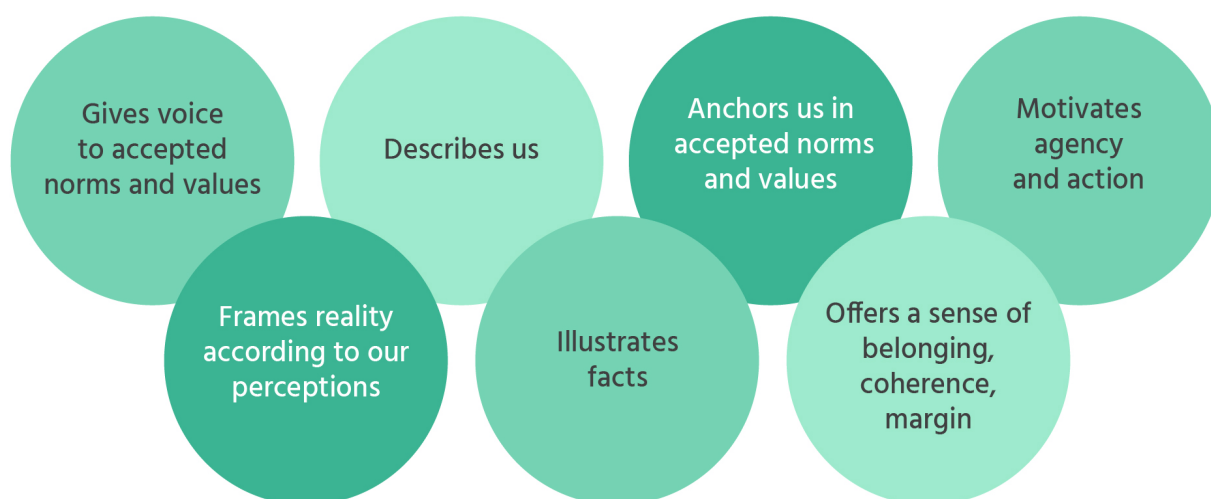 Gives voice
to accepted
norms and values
Describes us
Anchors us in
accepted norms
and values
Motivates
agency
and action
Frames reality
according to our
perceptions
Illustrates
facts
Offers a sense of
belonging,
coherence,
margin